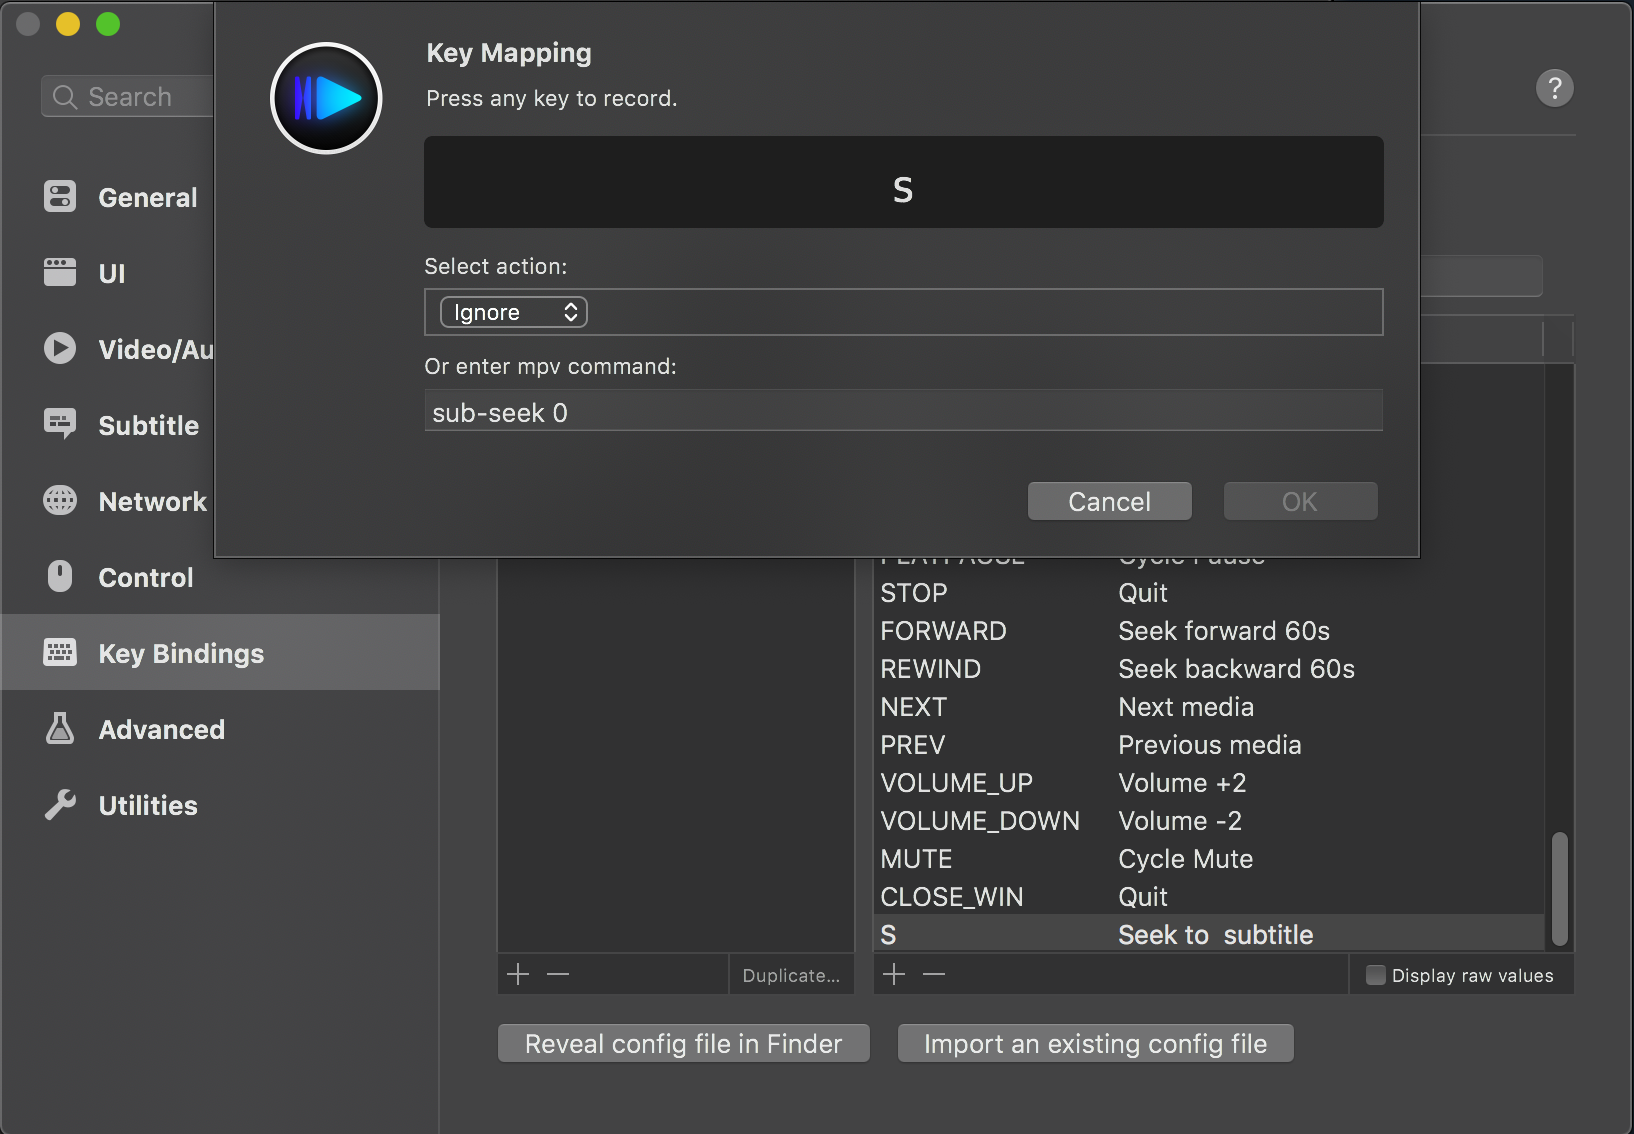 Key Mapping
Press any key to record.
S
Select action:
Ignore
Or enter mpv command:
sub-seek 0
Cancel
OK
?
Search
General
UI
Video/Au
Subtitle
Network
Control
Key Bindings
Advanced
Utilities
PLAYPAUSE Cycle Pause
STOP Quit
FORWARD Seek forward 60s
REWIND Seek backward 60s
NEXT Next media
PREV Previous media
VOLUME_UP Volume +2
VOLUME_DOWN Volume -2
MUTE Cycle Mute
CLOSE_WIN Quit
S Seek to  subtitle
Duplicate...
Display raw values
Reveal config file in Finder
Import an existing config file